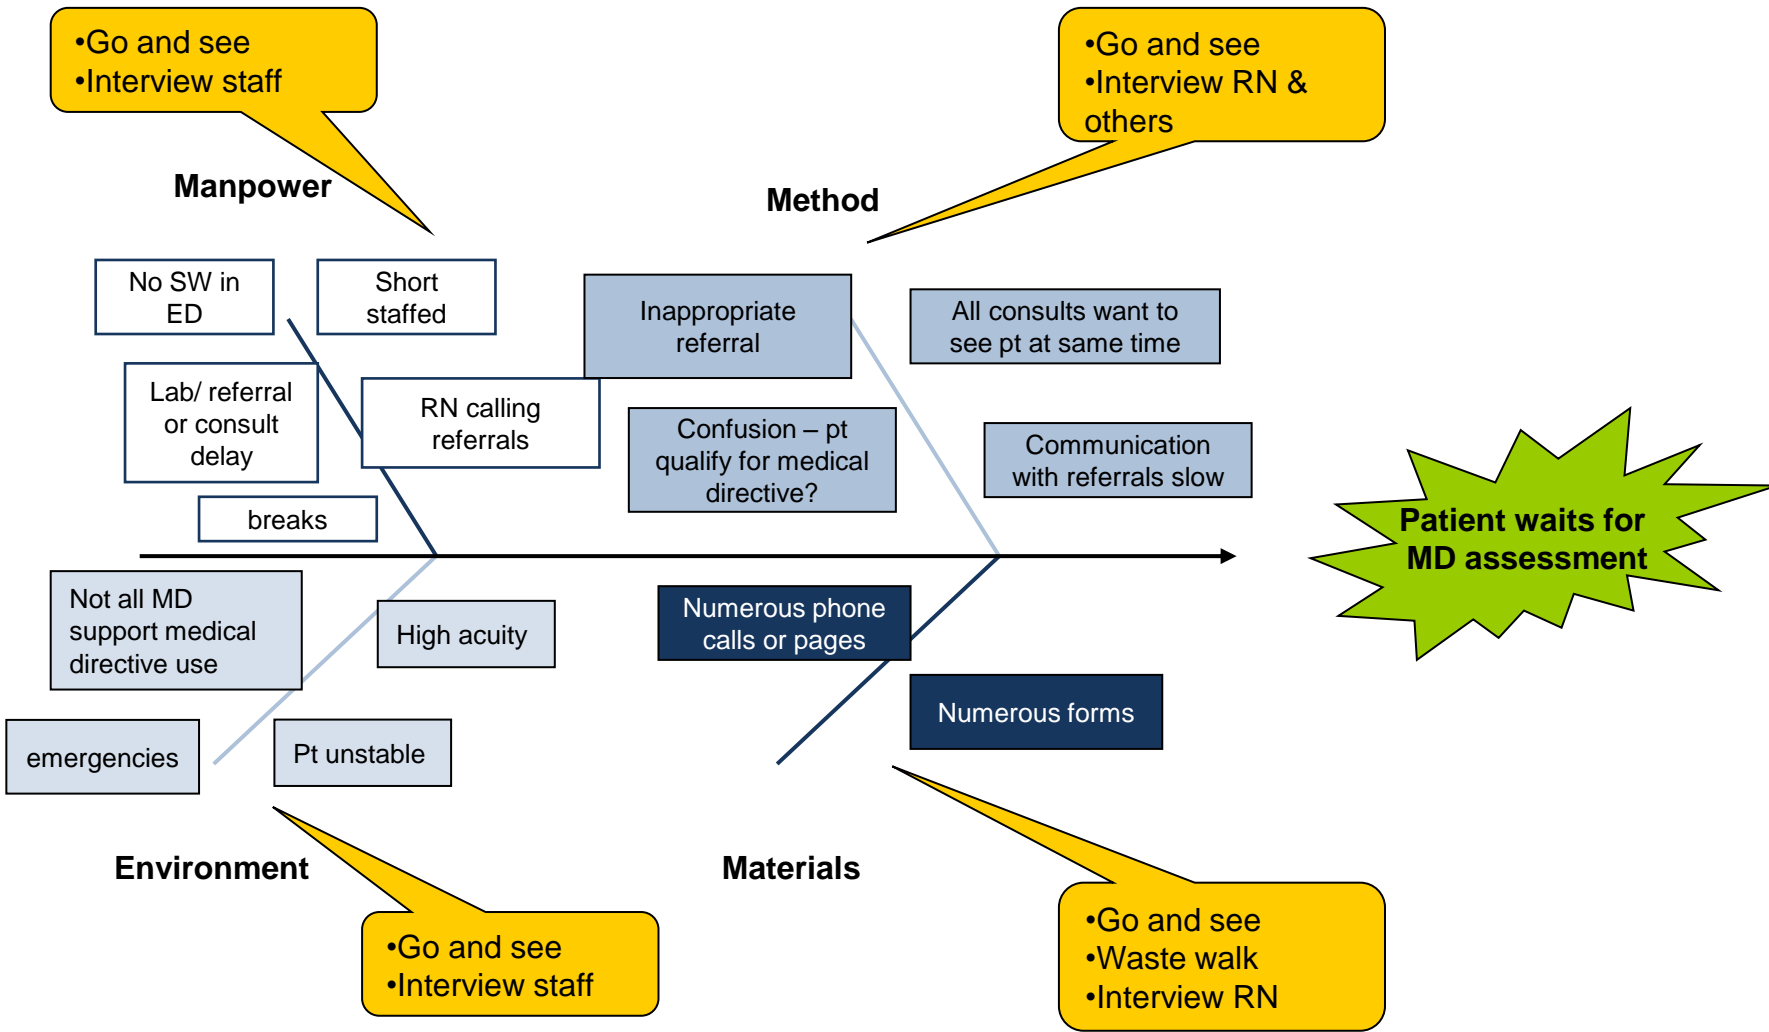 •Go and see
•Interview staff
•Go and see
•Interview RN &
others
Manpower
Method
No SW in
ED
Short
staffed
Inappropriate
referral
All consults want to
see pt at same time
Lab/ referral
or consult
delay
RN calling
referrals
Confusion – pt
qualify for medical
directive?
Communication
with referrals slow
breaks
Patient waits for
MD assessment
Not all MD
support medical
directive use
High acuity
Numerous phone
calls or pages
emergencies
Pt unstable
Numerous forms
Environment
Materials
•Go and see
•Interview staff
•Go and see
•Waste walk
•Interview RN